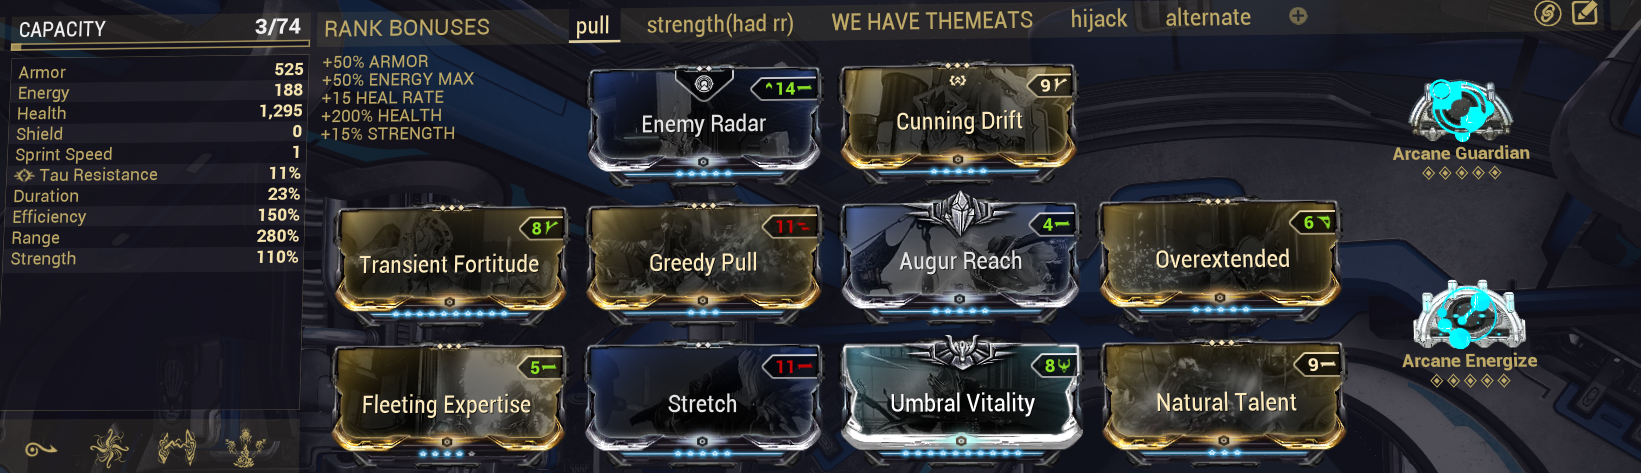 CAPACITY 3/74
Armor 525
Energy 188
Health 1,295
Shield 0
Sprint Speed 1
Tau Resistance 11%
Duration 23%
Efficiency 150%
Range 280%
Strength 110%
RANK BONUSES
+50% ARMOR
+50% ENERGY MAX
+15 HEAL RATE
+200% HEALTH
+15% STRENGTH
pull strength(had rr) WE HAVE THEMEATS hijack alternate
14
Enemy Radar
9
Cunning Drift
8
Transient Fortitude
11
Greedy Pull
4
Augur Reach
6
Overextended
5
Fleeting Expertise
11
Stretch
8
Umbral Vitality
9
Natural Talent
Arcane Guardian
Arcane Energize